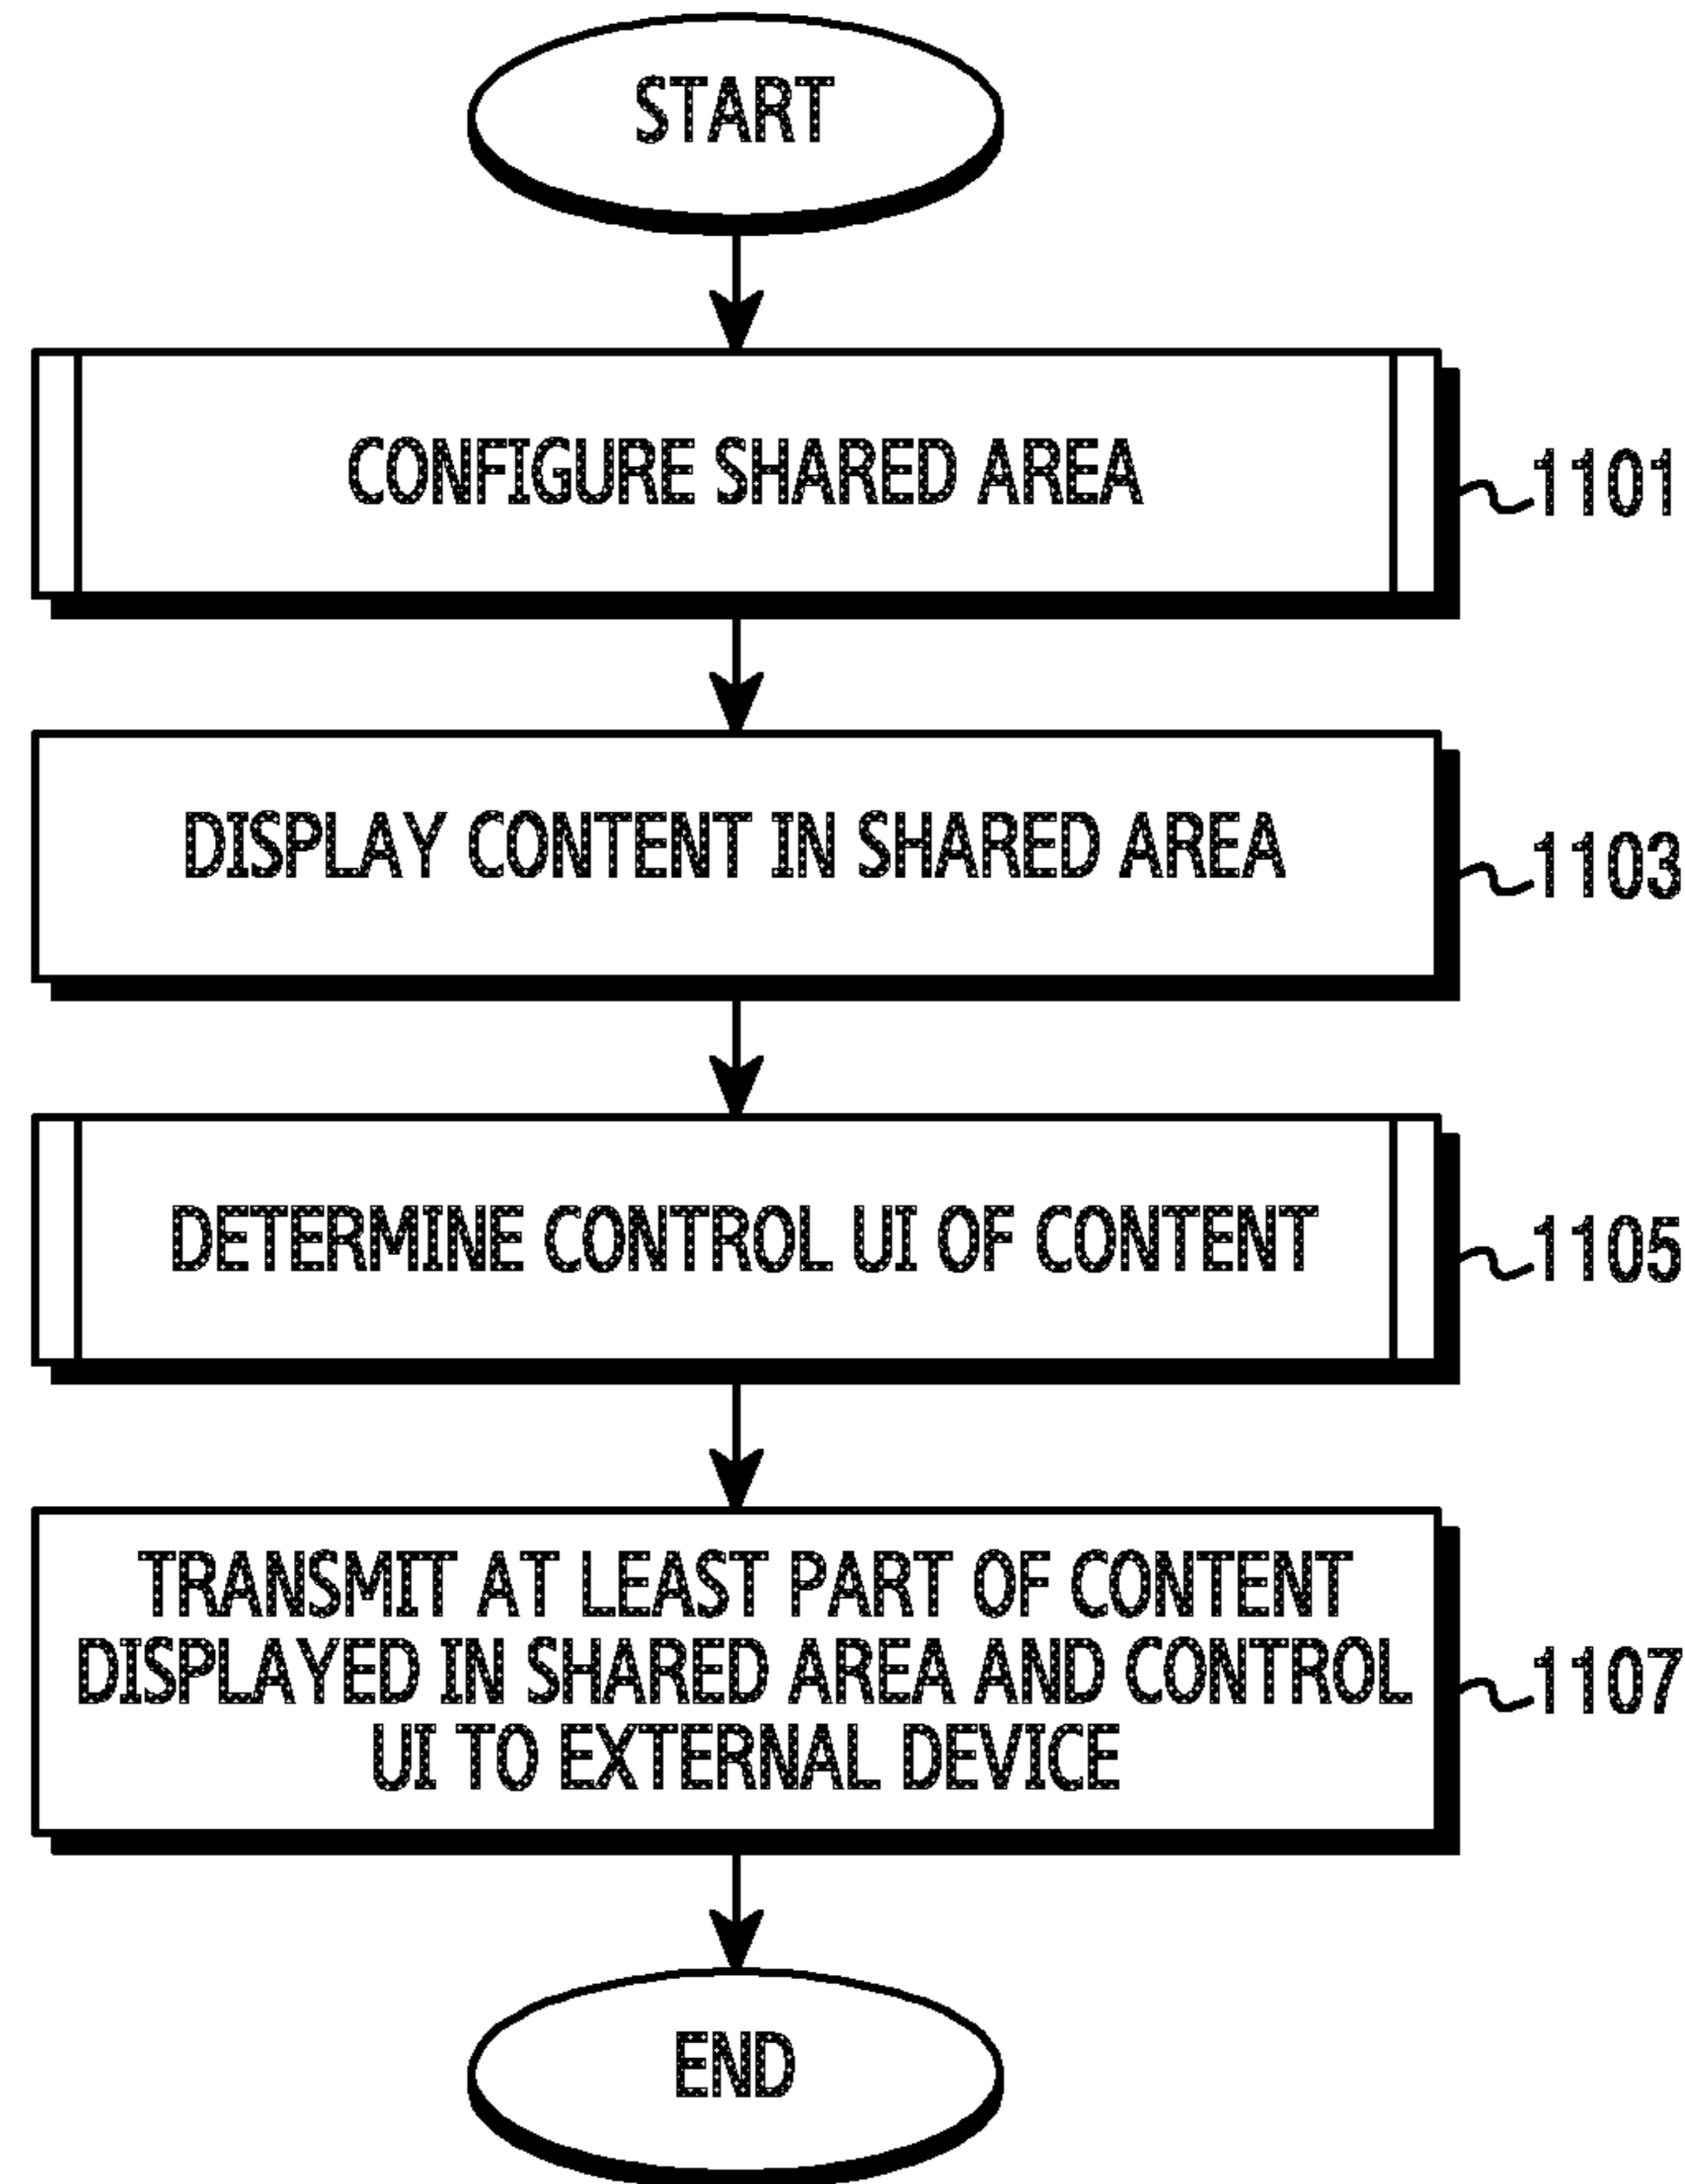 START
CONFIGURE SHARED AREA
1101
DISPLAY CONTENT IN SHARED AREA
1103
DETERMINE CONTROL UI OF CONTENT
1105
TRANSMIT AT LEAST PART OF CONTENT
DISPLAYED IN SHARED AREA AND CONTROL
UI TO EXTERNAL DEVICE
1107
END